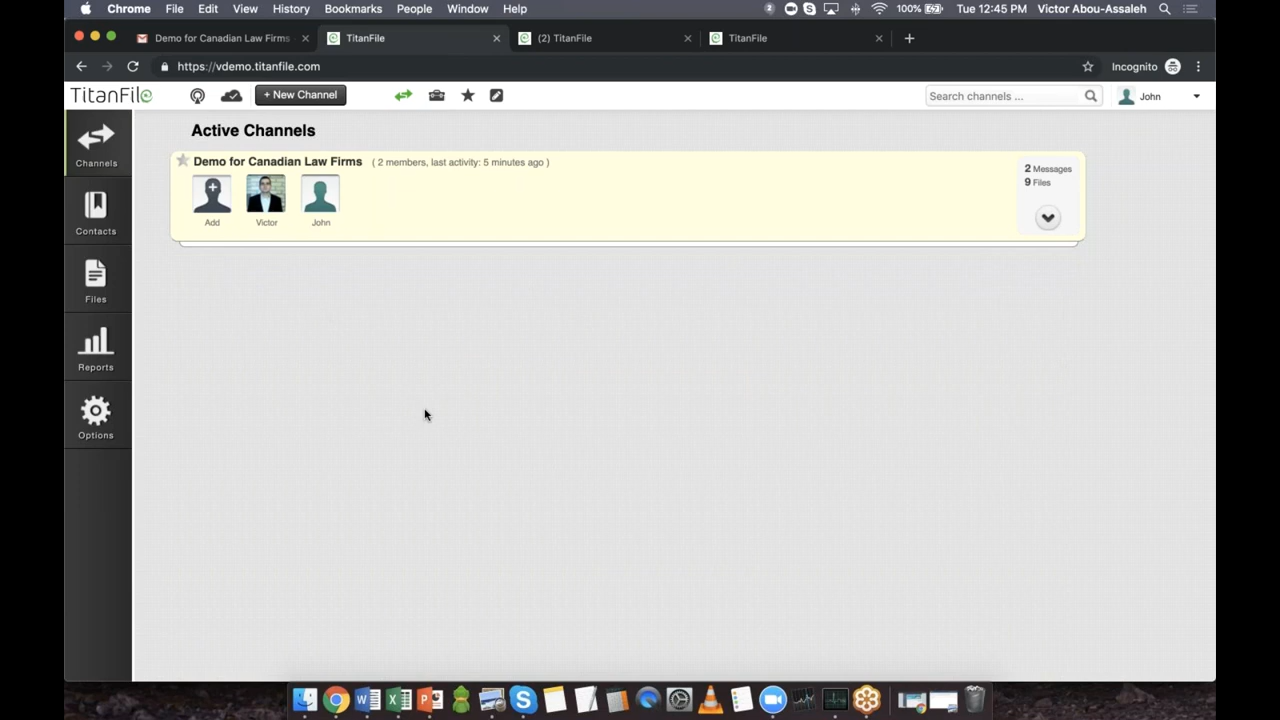 Chrome File Edit View History Bookmarks People Window Help 100% Tue 12:45 PM Victor Abou-Assaleh
Demo for Canadian Law Firms TitanFile (2) TitanFile TitanFile
https://vdemo.titanfile.com Incognito
TitanFile + New Channel Search channels ... John
Channels
Contacts
Files
Reports
Options
Active Channels
Demo for Canadian Law Firms ( 2 members, last activity: 5 minutes ago )
2 Messages
9 Files
Add Victor John